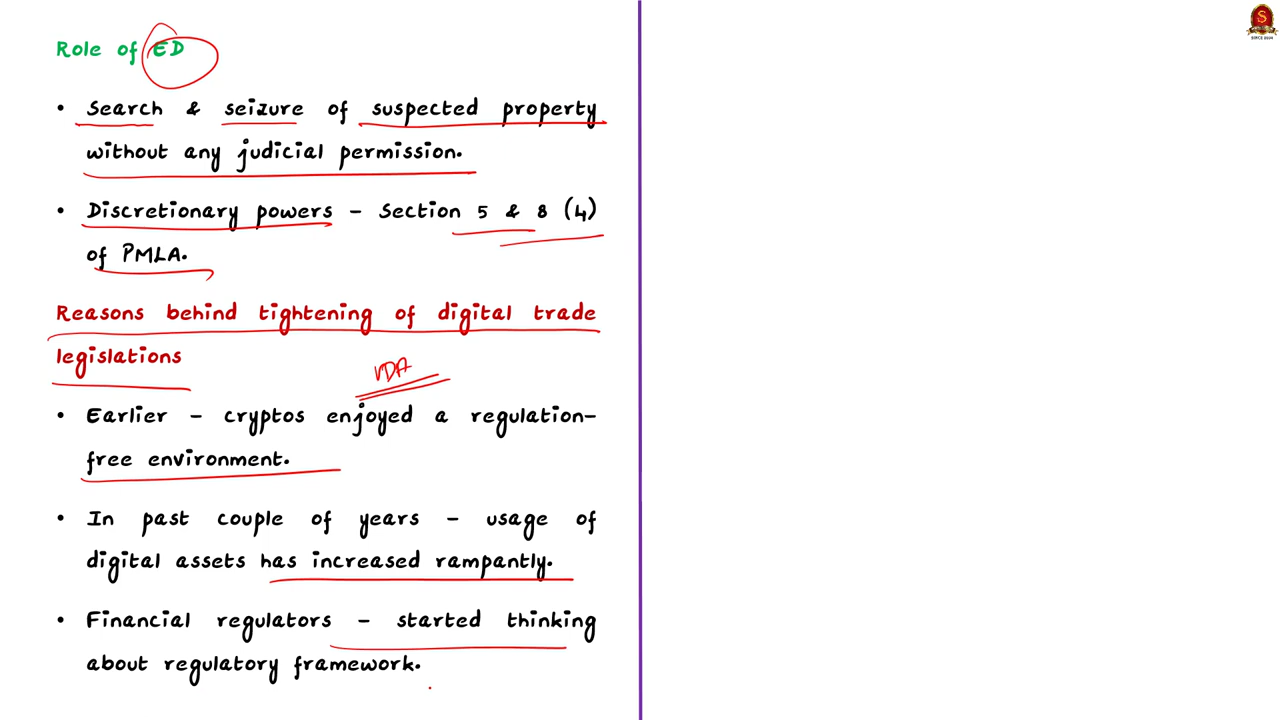 Role of ED
• Search & seizure of suspected property
without any judicial permission.
• Discretionary powers – Section 5 & 8 (4)
of PMLA.
Reasons behind tightening of digital trade
legislations
VDA
• Earlier – cryptos enjoyed a regulation–
free environment.
• In past couple of years – usage of
digital assets has increased rampantly.
• Financial regulators – started thinking
about regulatory framework.
S